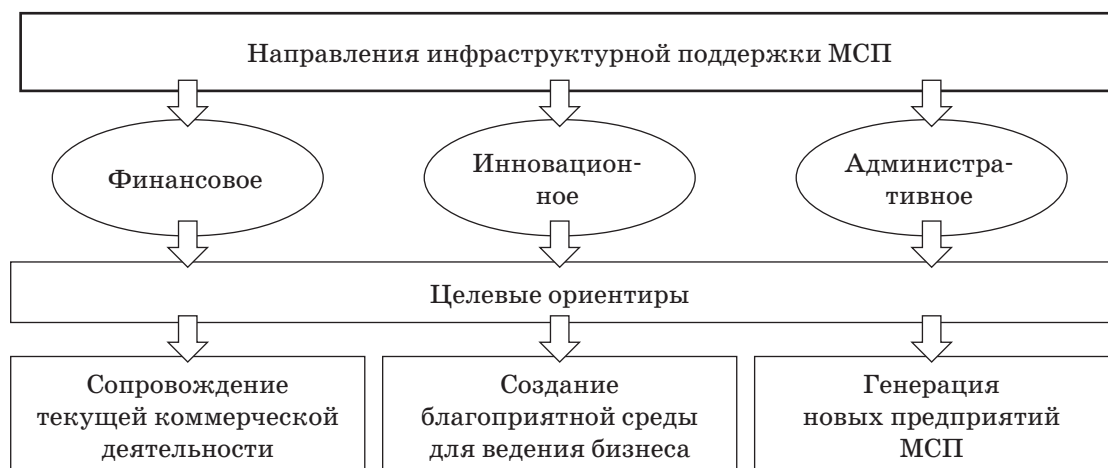 Направления инфраструктурной поддержки МСП
Финансовое
Инновацион-
ное
Администра-
тивное
Целевые ориентиры
Сопровождение
текущей коммерческой
деятельности
Создание
благоприятной среды
для ведения бизнеса
Генерация
новых предприятий
МСП